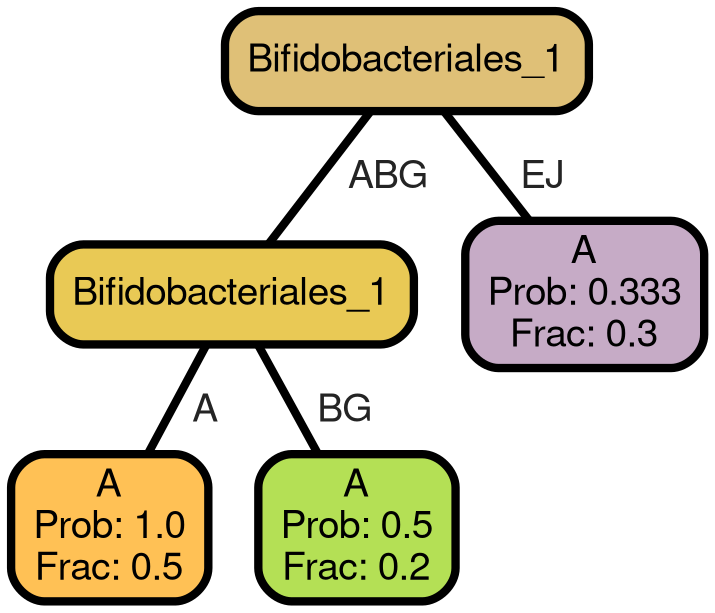 Bifidobacteriales_1
ABG
EJ
Bifidobacteriales_1
A
Prob: 0.333
Frac: 0.3
A
BG
A
Prob: 1.0
Frac: 0.5
A
Prob: 0.5
Frac: 0.2